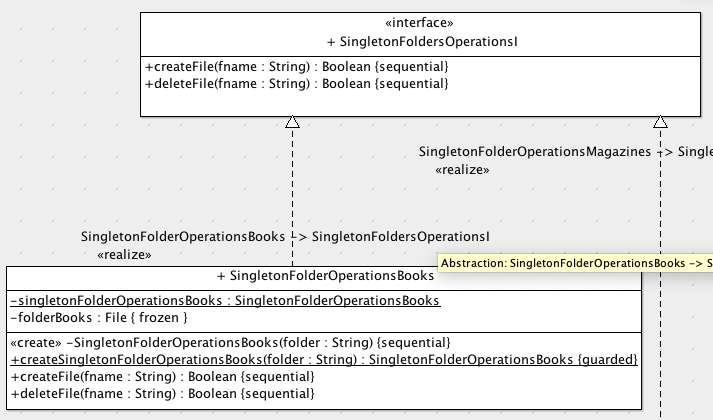 «interface»
+ SingletonFoldersOperationsI
+createFile(fname : String) : Boolean {sequential}
+deleteFile(fname : String) : Boolean {sequential}
SingletonFolderOperationsMagazines -> Single
«realize»
SingletonFolderOperationsBooks -> SingletonFoldersOperationsI
«realize»
Abstraction: SingletonFolderOperationsBooks -> S
+ SingletonFolderOperationsBooks
-singletonFolderOperationsBooks : SingletonFolderOperationsBooks
-folderBooks : File { frozen }
«create» -SingletonFolderOperationsBooks(folder : String) {sequential}
+createSingletonFolderOperationsBooks(folder : String) : SingletonFolderOperationsBooks {guarded}
+createFile(fname : String) : Boolean {sequential}
+deleteFile(fname : String) : Boolean {sequential}